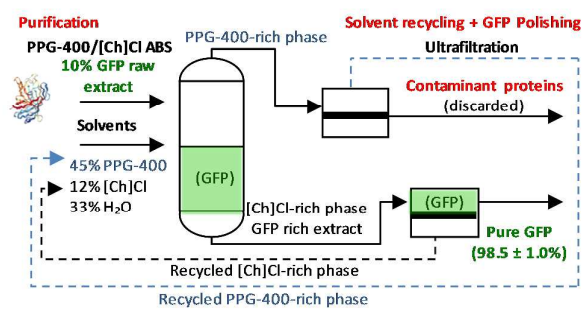 Purification
Solvent recycling + GFP Polishing
PPG-400/[Ch]Cl ABS
PPG-400-rich phase
Ultrafiltration
10% GFP raw
extract
Contaminant proteins
(discarded)
Solvents
45% PPG-400
12% [Ch]Cl
33% H₂O
(GFP)
[Ch]Cl-rich phase
GFP rich extract
(GFP)
Pure GFP
(98.5 ± 1.0%)
Recycled [Ch]Cl-rich phase
Recycled PPG-400-rich phase